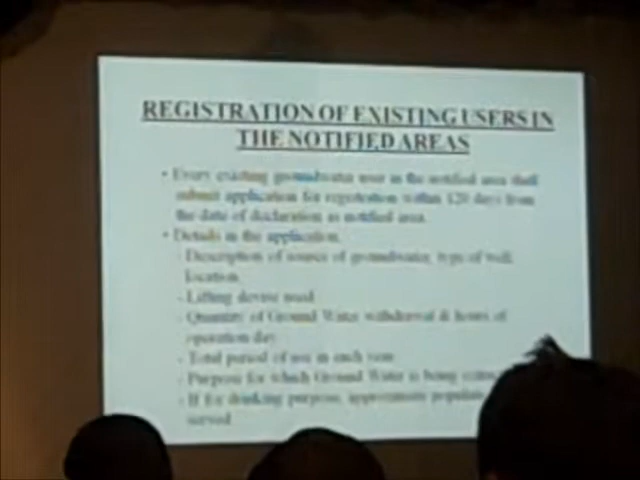 REGISTRATION OF EXISTING USERS IN
THE NOTIFIED AREAS
• Every existing groundwater user in the notified area shall
submit application for registration within 120 days from
the date of declaration as notified area.
• Details in the application.
- Description of source of groundwater, type of well,
location.
- Lifting device used
- Quantity of Ground Water withdrawal & hours of
operation day
- Total period of use in each year
- Purpose for which Ground Water is being
- If for drinking purpose, approximate
served